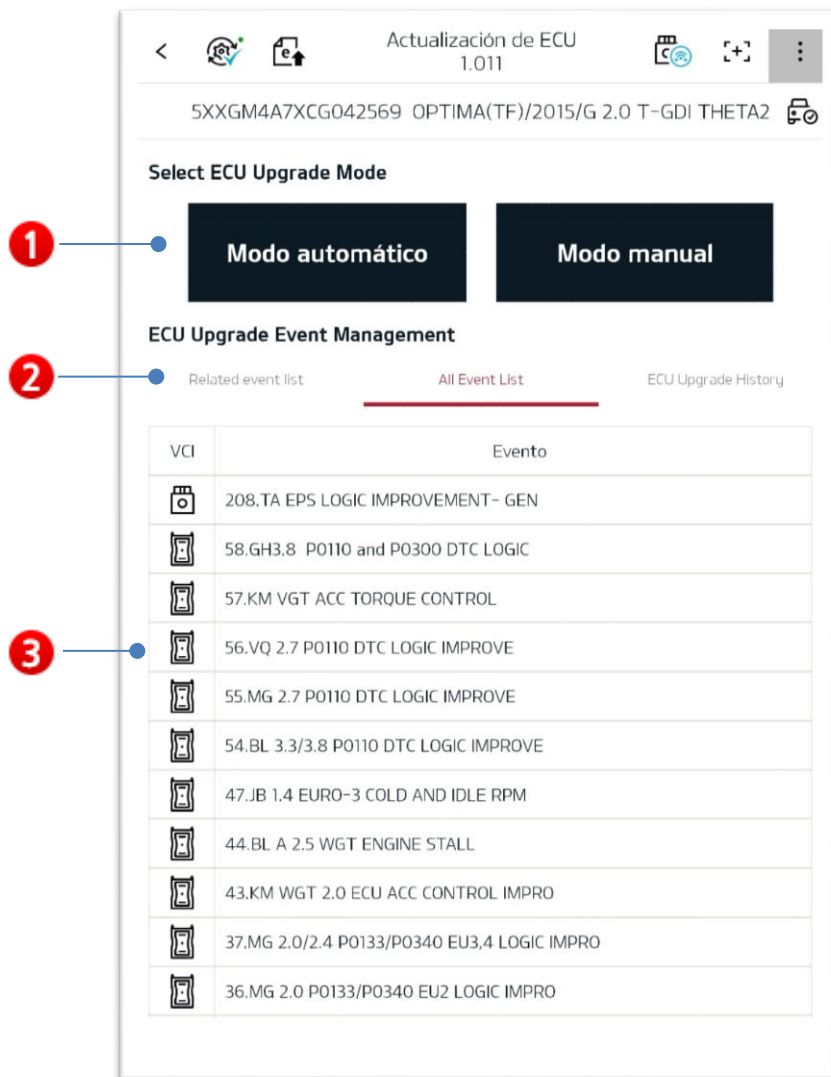 Actualización de ECU
1.011
5XXGM4A7XCG042569 OPTIMA(TF)/2015/G 2.0 T-GDI THETA2
Select ECU Upgrade Mode
1
Modo automático
Modo manual
ECU Upgrade Event Management
2
Related event list
All Event List
ECU Upgrade History
VCI
Evento
208.TA EPS LOGIC IMPROVEMENT- GEN
58.GH3.8 P0110 and P0300 DTC LOGIC
57.KM VGT ACC TORQUE CONTROL
3
56.VQ 2.7 P0110 DTC LOGIC IMPROVE
55.MG 2.7 P0110 DTC LOGIC IMPROVE
54.BL 3.3/3.8 P0110 DTC LOGIC IMPROVE
47.JB 1.4 EURO-3 COLD AND IDLE RPM
44.BL A 2.5 WGT ENGINE STALL
43.KM WGT 2.0 ECU ACC CONTROL IMPRO
37.MG 2.0/2.4 P0133/P0340 EU3,4 LOGIC IMPRO
36.MG 2.0 P0133/P0340 EU2 LOGIC IMPRO